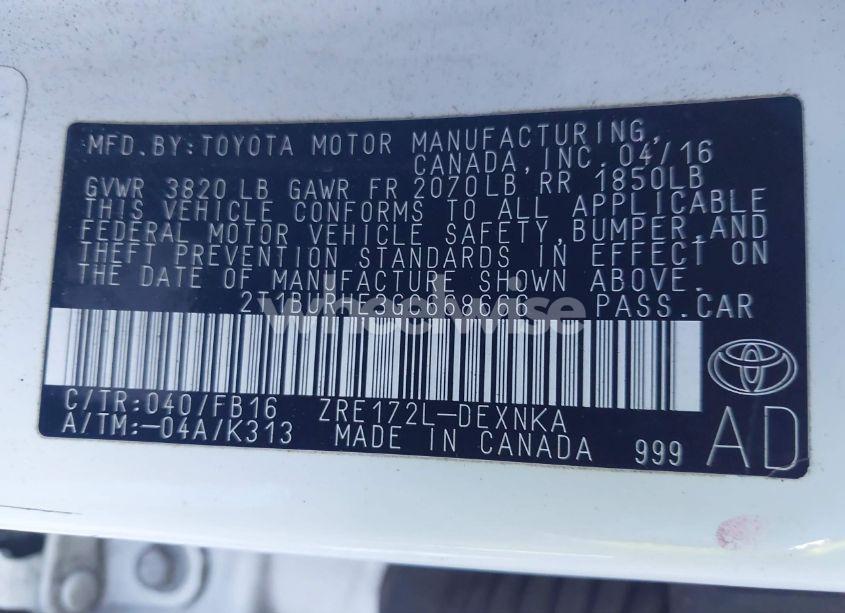 MFD. BY: TOYOTA MOTOR MANUFACTURING,
CANADA, INC. 04/16
GVWR 3820 LB GAWR FR 2070LB RR 1850LB
THIS VEHICLE CONFORMS TO ALL APPLICABLE
FEDERAL MOTOR VEHICLE SAFETY, BUMPER, AND
THEFT PREVENTION STANDARDS IN EFFECT ON
THE DATE OF MANUFACTURE SHOWN ABOVE.
PASS.CAR
wheelwise
C/TR:040/FB16 ZRE172L-DEXNKA
A/TM:-04A/K313 MADE IN CANADA 999 AD